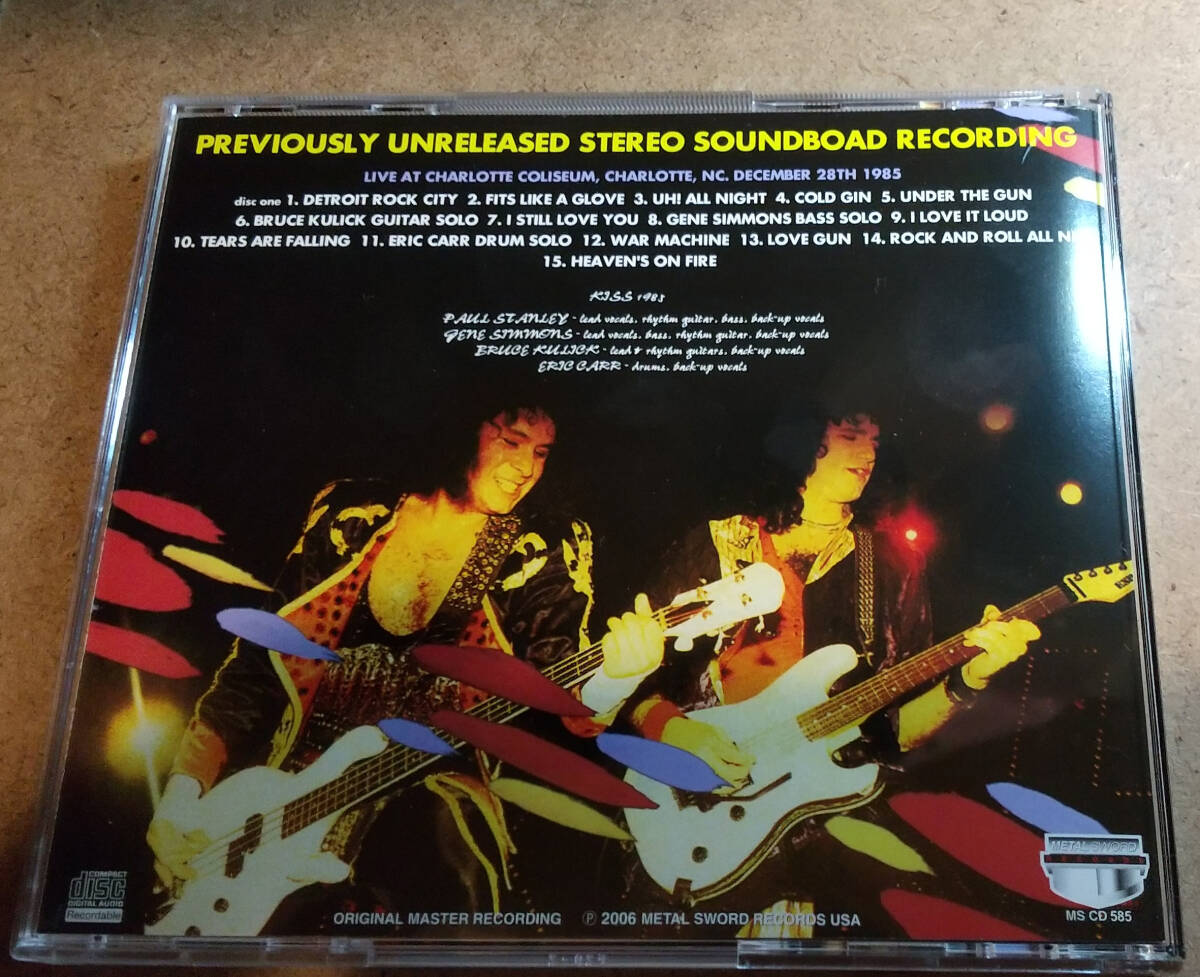 PREVIOUSLY UNRELEASED STEREO SOUNDBOAD RECORDING
LIVE AT CHARLOTTE COLISEUM, CHARLOTTE, NC. DECEMBER 28TH 1985
disc one 1. DETROIT ROCK CITY 2. FITS LIKE A GLOVE 3. UH! ALL NIGHT 4. COLD GIN 5. UNDER THE GUN
6. BRUCE KULICK GUITAR SOLO 7. I STILL LOVE YOU 8. GENE SIMMONS BASS SOLO 9. I LOVE IT LOUD
10. TEARS ARE FALLING 11. ERIC CARR DRUM SOLO 12. WAR MACHINE 13. LOVE GUN 14. ROCK AND ROLL ALL
15. HEAVEN'S ON FIRE
KISS 1985
PAUL STANLEY - lead vocals, rhythm guitar, bass, back-up vocals
GENE SIMMONS - lead vocals, bass, rhythm guitar, back-up vocals
BRUCE KULICK - lead & rhythm guitars, back-up vocals
ERIC CARR - drums, back-up vocals
ESP
COMPACT
disc
DIGITAL AUDIO
Recordable
ORIGINAL MASTER RECORDING ℗ 2006 METAL SWORD RECORDS USA
METAL SWORD
RECORDS
MS CD 585